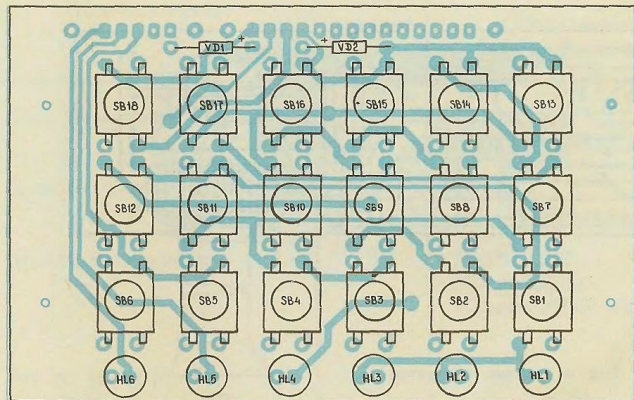 VD1 + + VD2
SB18 SB17 SB16 SB15 SB14 SB13
SB12 SB11 SB10 SB9 SB8 SB7
SB6 SB5 SB4 SB3 SB2 SB1
HL6 HL5 HL4 HL3 HL2 HL1